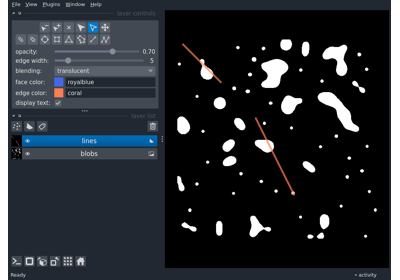 File View Plugins Window Help
layer controls
opacity: 0.70
edge width: 5
blending: translucent
face color: royalblue
edge color: coral
display text:
layer list
lines
blobs
Ready
activity